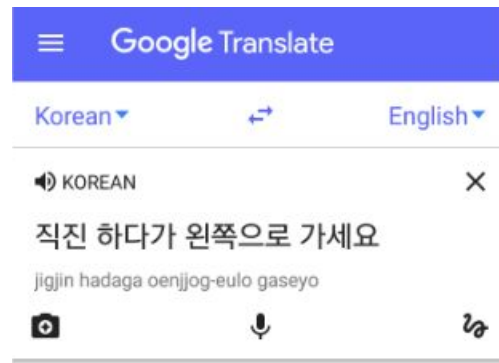 Google Translate
Korean English
KOREAN
직진 하다가 왼쪽으로 가세요
jigjin hadaga oenjjog-eulo gaseyo